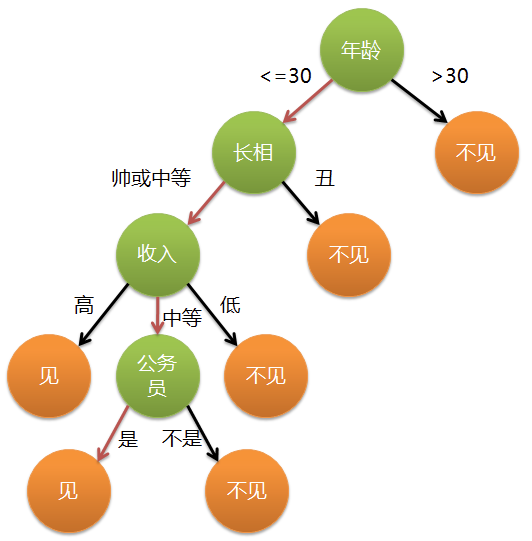 年龄
<=30
>30
长相
不见
帅或中等
丑
收入
不见
高
中等
低
见
公务
员
不见
是
不是
见
不见